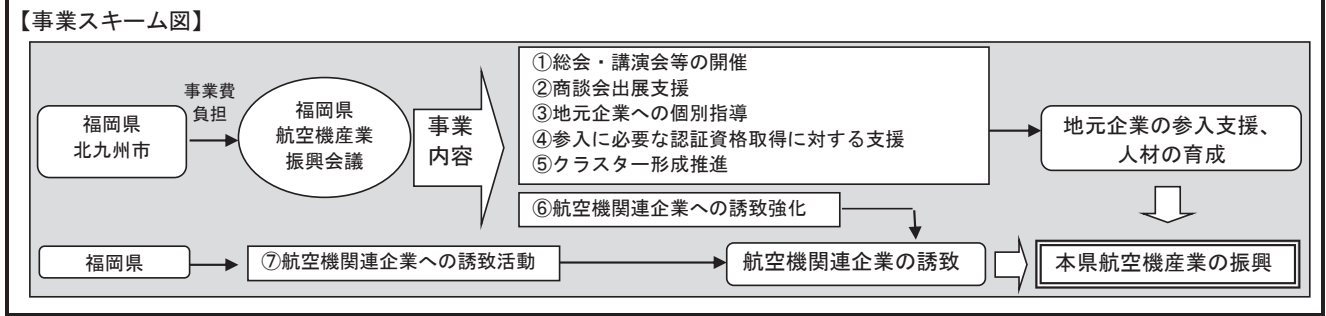 【事業スキーム図】
福岡県
北九州市
事業費
負担
福岡県
航空機産業
振興会議
事業
内容
①総会・講演会等の開催
②商談会出展支援
③地元企業への個別指導
④参入に必要な認証資格取得に対する支援
⑤クラスター形成推進
地元企業の参入支援、
人材の育成
⑥航空機関連企業への誘致強化
福岡県
⑦航空機関連企業への誘致活動
航空機関連企業の誘致
本県航空機産業の振興